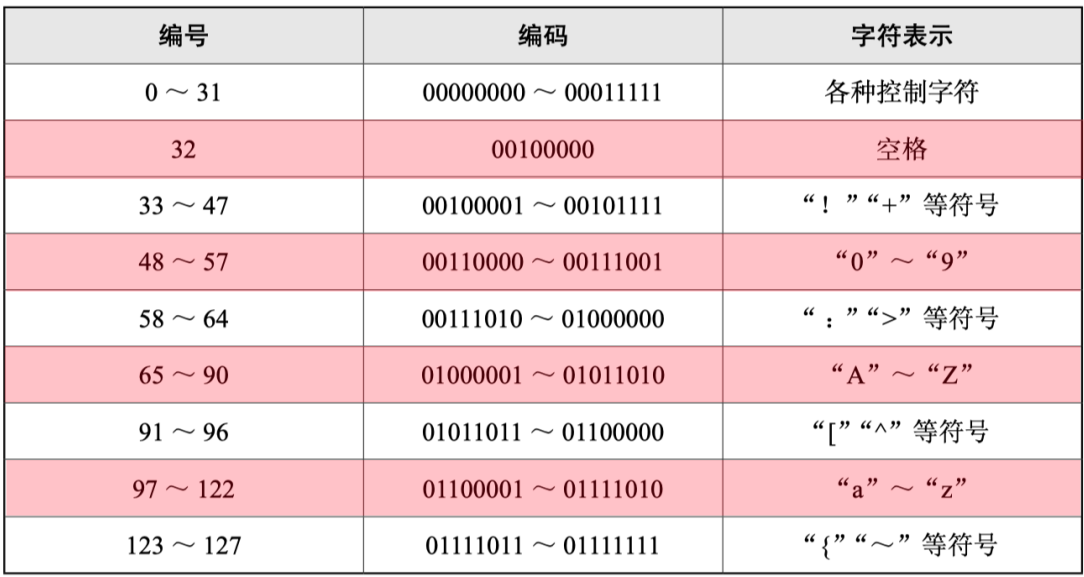 编号 编码 字符表示
0 ～ 31 00000000 ～ 00011111 各种控制字符
32 00100000 空格
33 ～ 47 00100001 ～ 00101111 “！”“+” 等符号
48 ～ 57 00110000 ～ 00111001 “0” ～ “9”
58 ～ 64 00111010 ～ 01000000 “：”“>” 等符号
65 ～ 90 01000001 ～ 01011010 “A” ～ “Z”
91 ～ 96 01011011 ～ 01100000 “[”“^” 等符号
97 ～ 122 01100001 ～ 01111010 “a” ～ “z”
123 ～ 127 01111011 ～ 01111111 “{”“～” 等符号